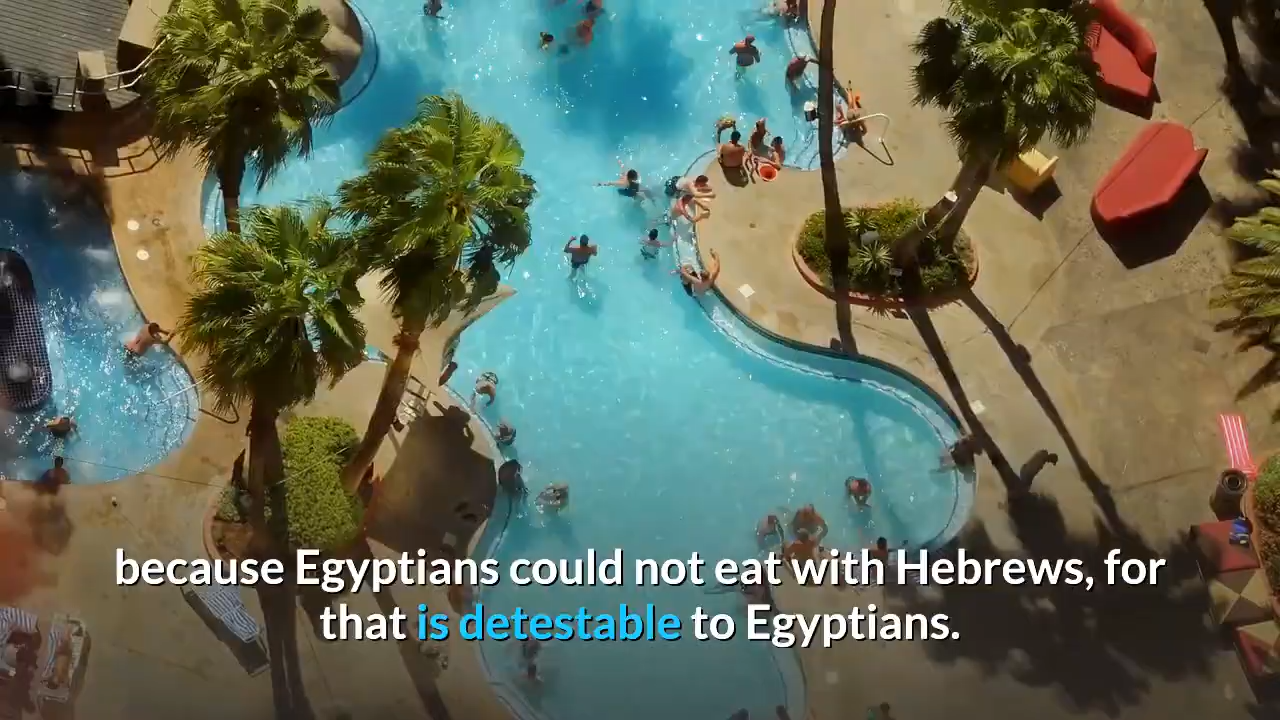 because Egyptians could not eat with Hebrews, for
that is detestable to Egyptians.